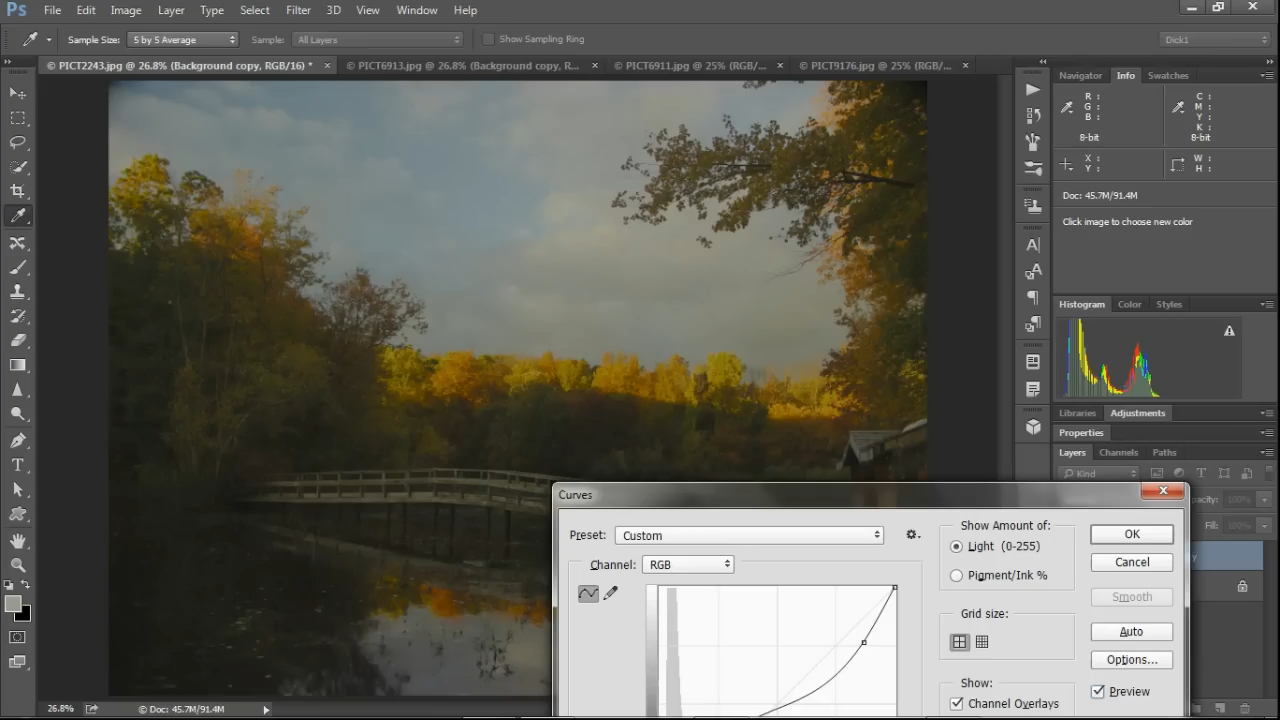 Ps File Edit Image Layer Type Select Filter 3D View Window Help
Sample Size: 5 by 5 Average Sample: All Layers Show Sampling Ring Dick1
© PICT2243.jpg @ 26.8% (Background copy, RGB/16) * × © PICT6913.jpg @ 26.8% (Background copy, R... × © PICT6911.jpg @ 25% (RGB/... × © PICT9176.jpg @ 25% (RGB/... ×
Navigator Info Swatches
R : C :
G : M :
B : Y :
K :
8-bit 8-bit
X : W :
Y : H :
Doc: 45.7M/91.4M
Click image to choose new color
Histogram Color Styles
Libraries Adjustments
Properties
Layers Channels Paths
Kind
pacity: 100%
Fill: 100%
y
Curves
Preset: Custom
Channel: RGB
Show Amount of:
Light (0-255)
Pigment/Ink %
Grid size:
Show:
Channel Overlays
OK
Cancel
Smooth
Auto
Options...
Preview
26.8% © Doc: 45.7M/91.4M